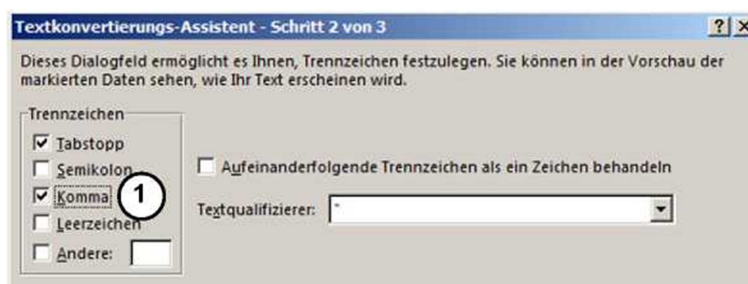 Textkonvertierungs-Assistent - Schritt 2 von 3
Dieses Dialogfeld ermöglicht es Ihnen, Trennzeichen festzulegen. Sie können in der Vorschau der
markierten Daten sehen, wie Ihr Text erscheinen wird.
Trennzeichen
Tabstopp
Semikolon
Komma
1
Leerzeichen
Andere:
Aufeinanderfolgende Trennzeichen als ein Zeichen behandeln
Textqualifizierer: "